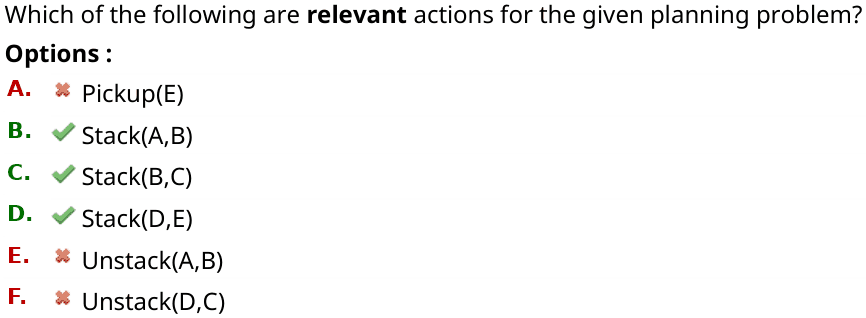 Which of the following are relevant actions for the given planning problem?
Options :
A. Pickup(E)
B. Stack(A,B)
C. Stack(B,C)
D. Stack(D,E)
E. Unstack(A,B)
F. Unstack(D,C)